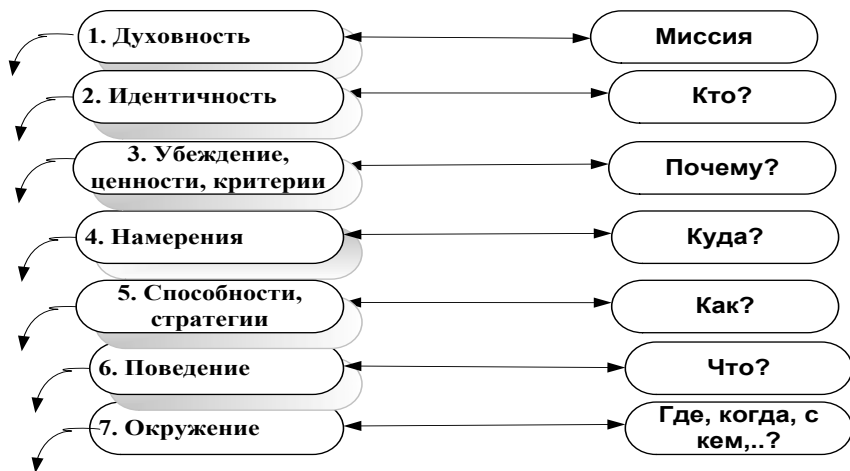 1. Духовность
Миссия
2. Идентичность
Кто?
3. Убеждение,
ценности, критерии
Почему?
4. Намерения
Куда?
5. Способности,
стратегии
Как?
6. Поведение
Что?
7. Окружение
Где, когда, с
кем,..?